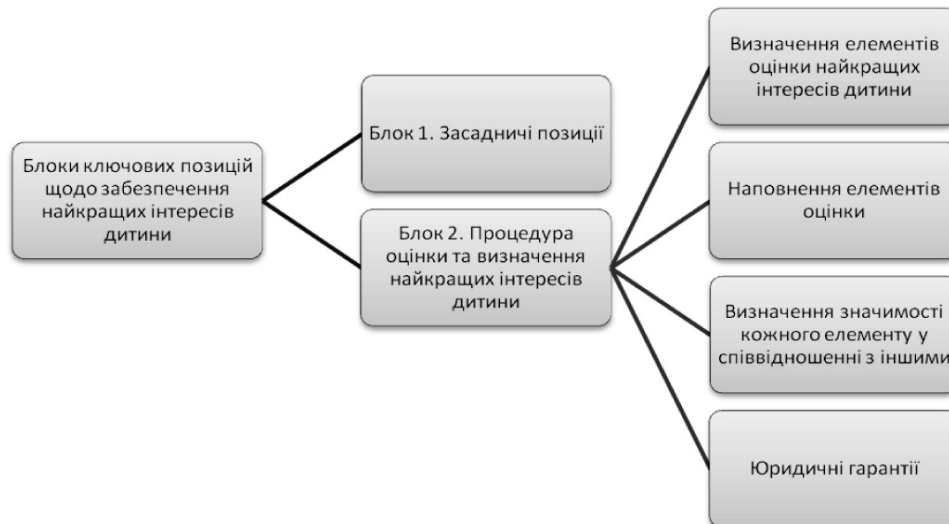 Блоки ключових позицій
щодо забезпечення
найкращих інтересів
дитини
Блок 1. Засадничі позиції
Блок 2. Процедура
оцінки та визначення
найкращих інтересів
дитини
Визначення елементів
оцінки найкращих
інтересів дитини
Наповнення елементів
оцінки
Визначення значимості
кожного елементу у
співвідношенні з іншими
Юридичні гарантії